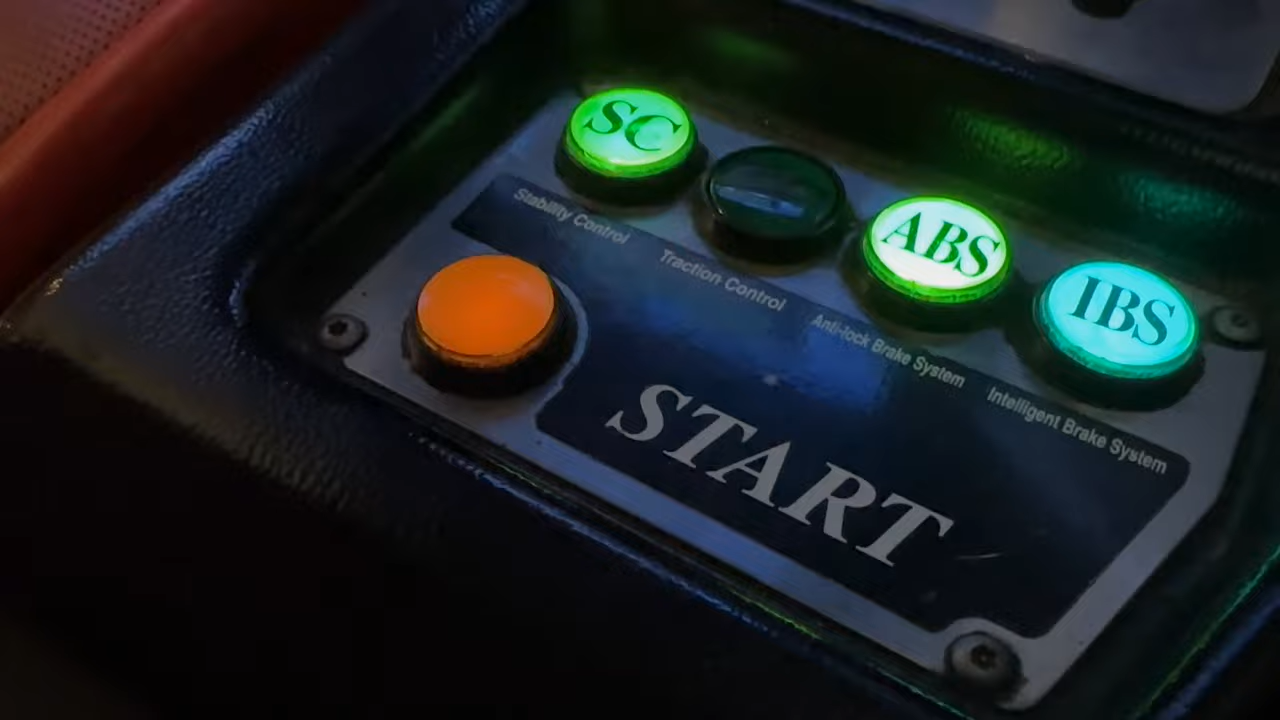 SC
ABS
IBS
Stability Control
Traction Control
Anti-lock Brake System
Intelligent Brake System
START